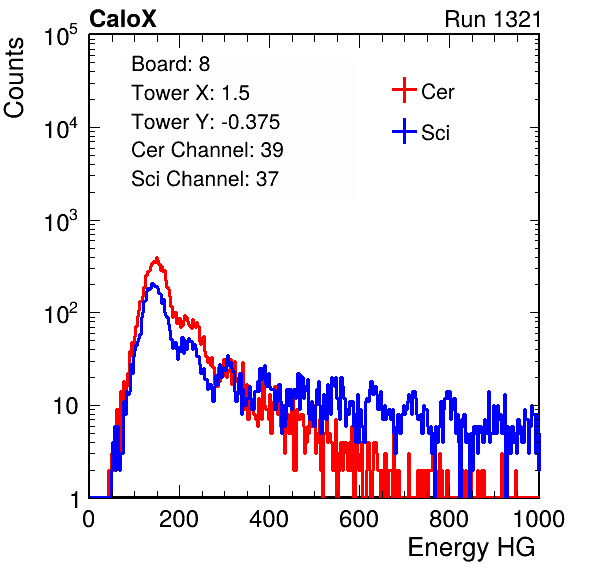 CaloX Run 1321
Counts
10^5
10^4
10^3
10^2
10
1
Board: 8
Tower X: 1.5
Tower Y: -0.375
Cer Channel: 39
Sci Channel: 37
Cer
Sci
0 200 400 600 800 1000
Energy HG